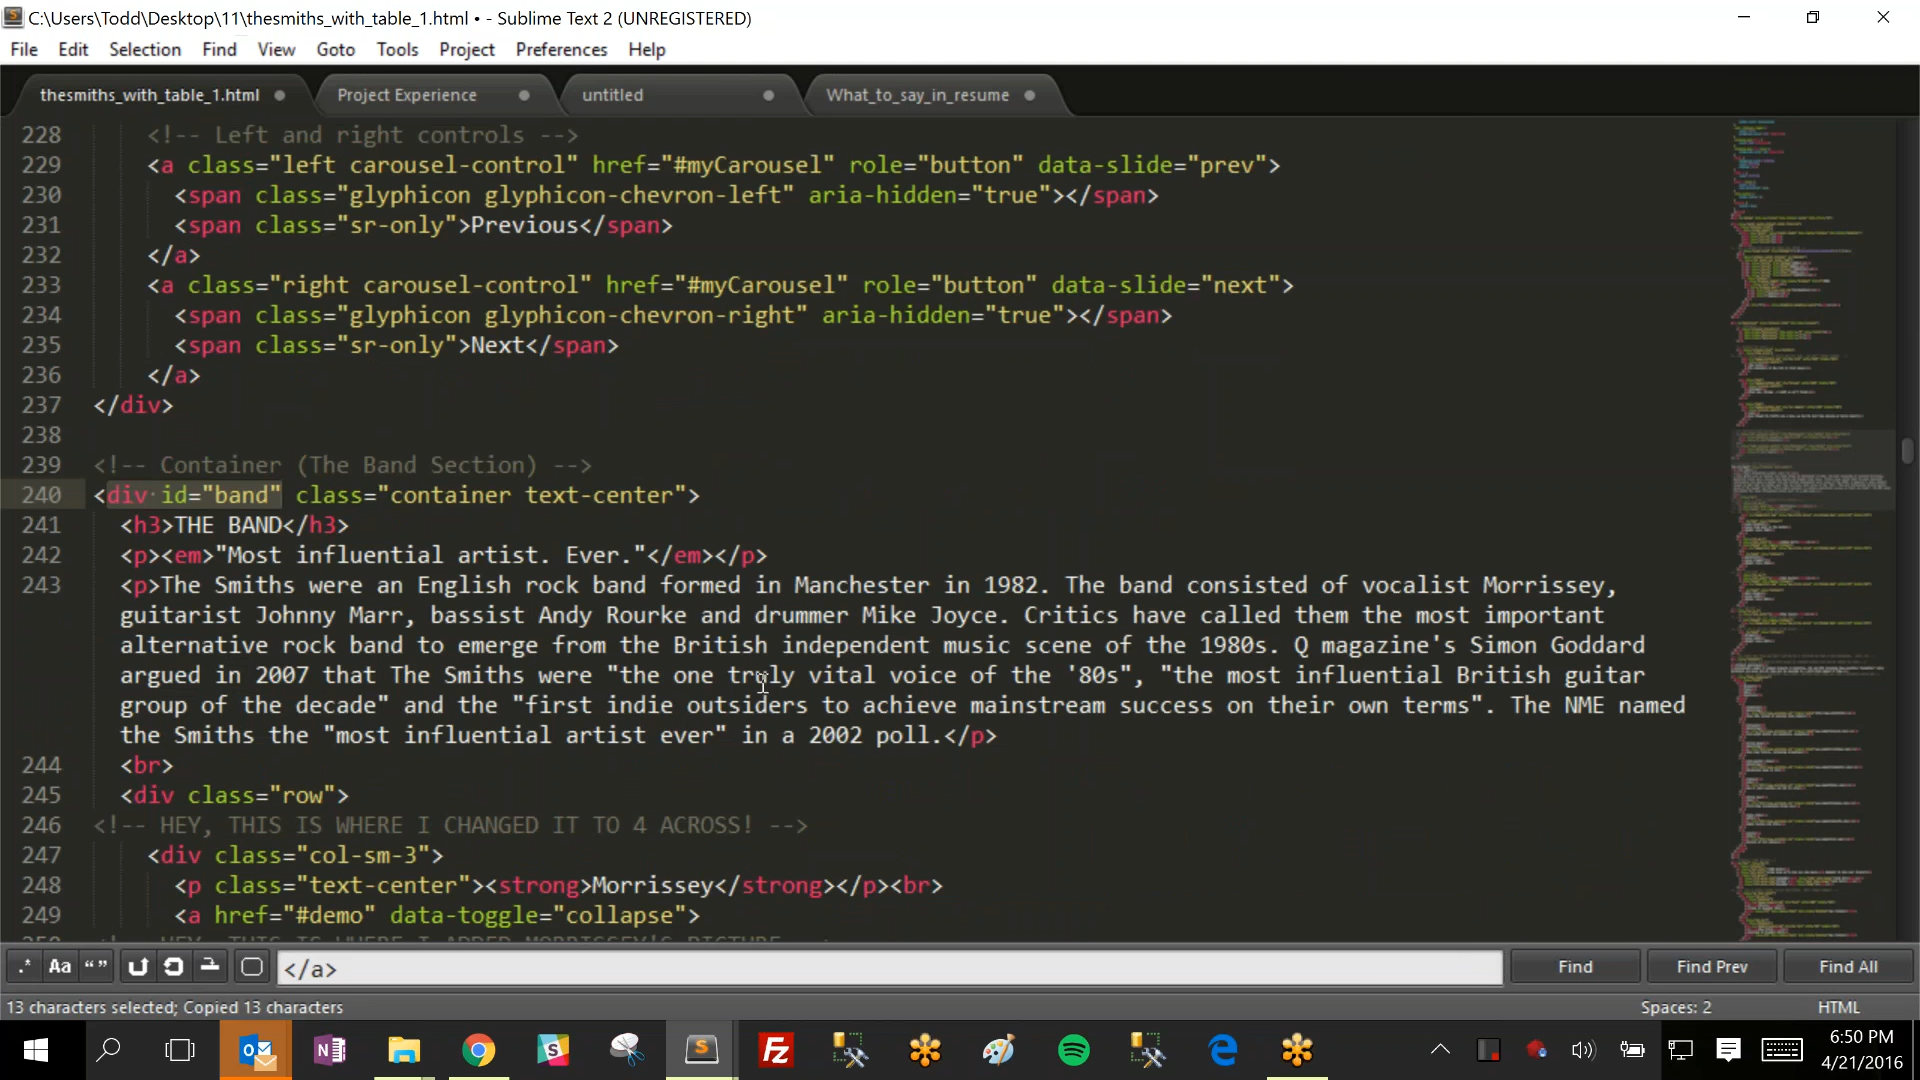 C:\Users\Todd\Desktop\11\thesmiths_with_table_1.html • - Sublime Text 2 (UNREGISTERED)
File Edit Selection Find View Goto Tools Project Preferences Help
thesmiths_with_table_1.html Project Experience untitled What_to_say_in_resume
228 <!-- Left and right controls -->
229 <a class="left carousel-control" href="#myCarousel" role="button" data-slide="prev">
230 <span class="glyphicon glyphicon-chevron-left" aria-hidden="true"></span>
231 <span class="sr-only">Previous</span>
232 </a>
233 <a class="right carousel-control" href="#myCarousel" role="button" data-slide="next">
234 <span class="glyphicon glyphicon-chevron-right" aria-hidden="true"></span>
235 <span class="sr-only">Next</span>
236 </a>
237 </div>
238
239 <!-- Container (The Band Section) -->
240 <div id="band" class="container text-center">
241 <h3>THE BAND</h3>
242 <p><em>"Most influential artist. Ever."</em></p>
243 <p>The Smiths were an English rock band formed in Manchester in 1982. The band consisted of vocalist Morrissey,
guitarist Johnny Marr, bassist Andy Rourke and drummer Mike Joyce. Critics have called them the most important
alternative rock band to emerge from the British independent music scene of the 1980s. Q magazine's Simon Goddard
argued in 2007 that The Smiths were "the one truly vital voice of the '80s", "the most influential British guitar
group of the decade" and the "first indie outsiders to achieve mainstream success on their own terms". The NME named
the Smiths the "most influential artist ever" in a 2002 poll.</p>
244 <br>
245 <div class="row">
246 <!-- HEY, THIS IS WHERE I CHANGED IT TO 4 ACROSS! -->
247 <div class="col-sm-3">
248 <p class="text-center"><strong>Morrissey</strong></p><br>
249 <a href="#demo" data-toggle="collapse">
250 <!-- HEY, THIS IS WHERE I ADDED MORRISSEY'S PICTURE
.* Aa “ ” </a> Find Find Prev Find All
13 characters selected; Copied 13 characters Spaces: 2 HTML
6:50 PM
4/21/2016